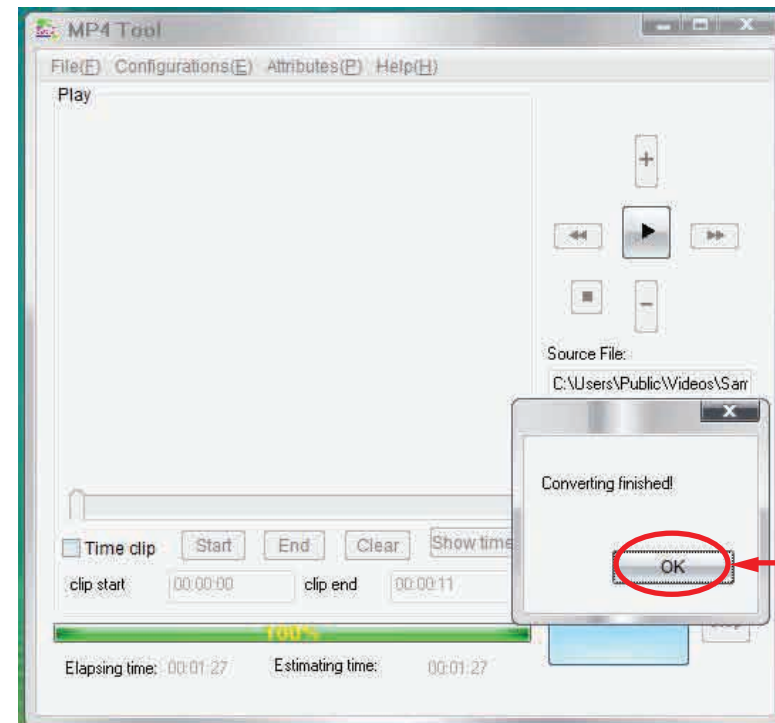 MP4 Tool
File(F) Configurations(E) Attributes(P) Help(H)
Play
Source File:
C:\Users\Public\Videos\Sam
Converting finished!
OK
Time clip Start End Clear Show time
clip start 00:00:00 clip end 00:00:11
100%
Elapsing time: 00:01:27 Estimating time: 00:01:27